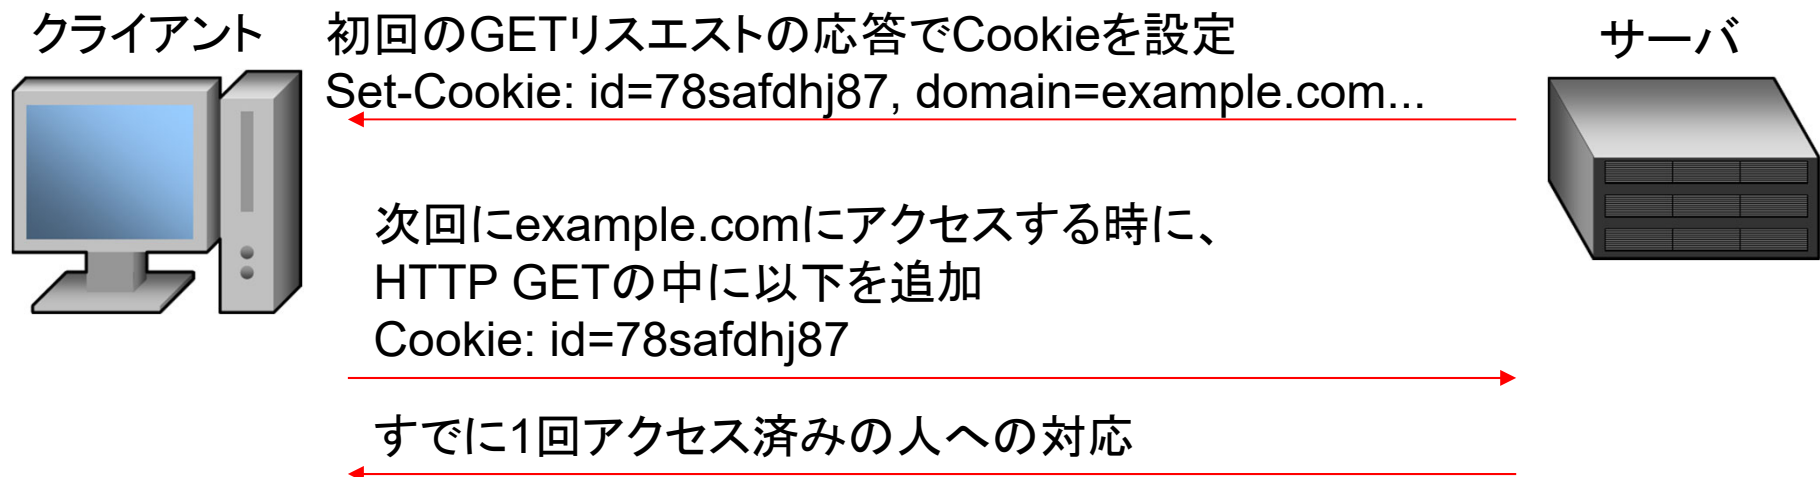 クライアント
初回のGETリスエストの応答でCookieを設定
Set-Cookie: id=78safdhj87, domain=example.com...
サーバ
次回にexample.comにアクセスする時に、
HTTP GETの中に以下を追加
Cookie: id=78safdhj87
すでに1回アクセス済みの人への対応